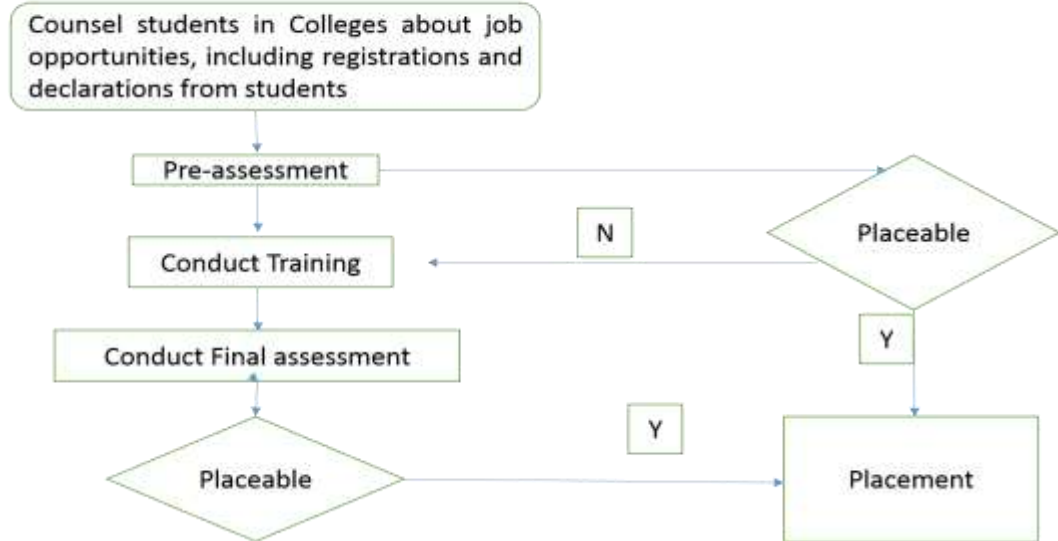 Counsel students in Colleges about job
opportunities, including registrations and
declarations from students
Pre-assessment
Placeable
N
Conduct Training
Y
Conduct Final assessment
Y
Placeable
Placement